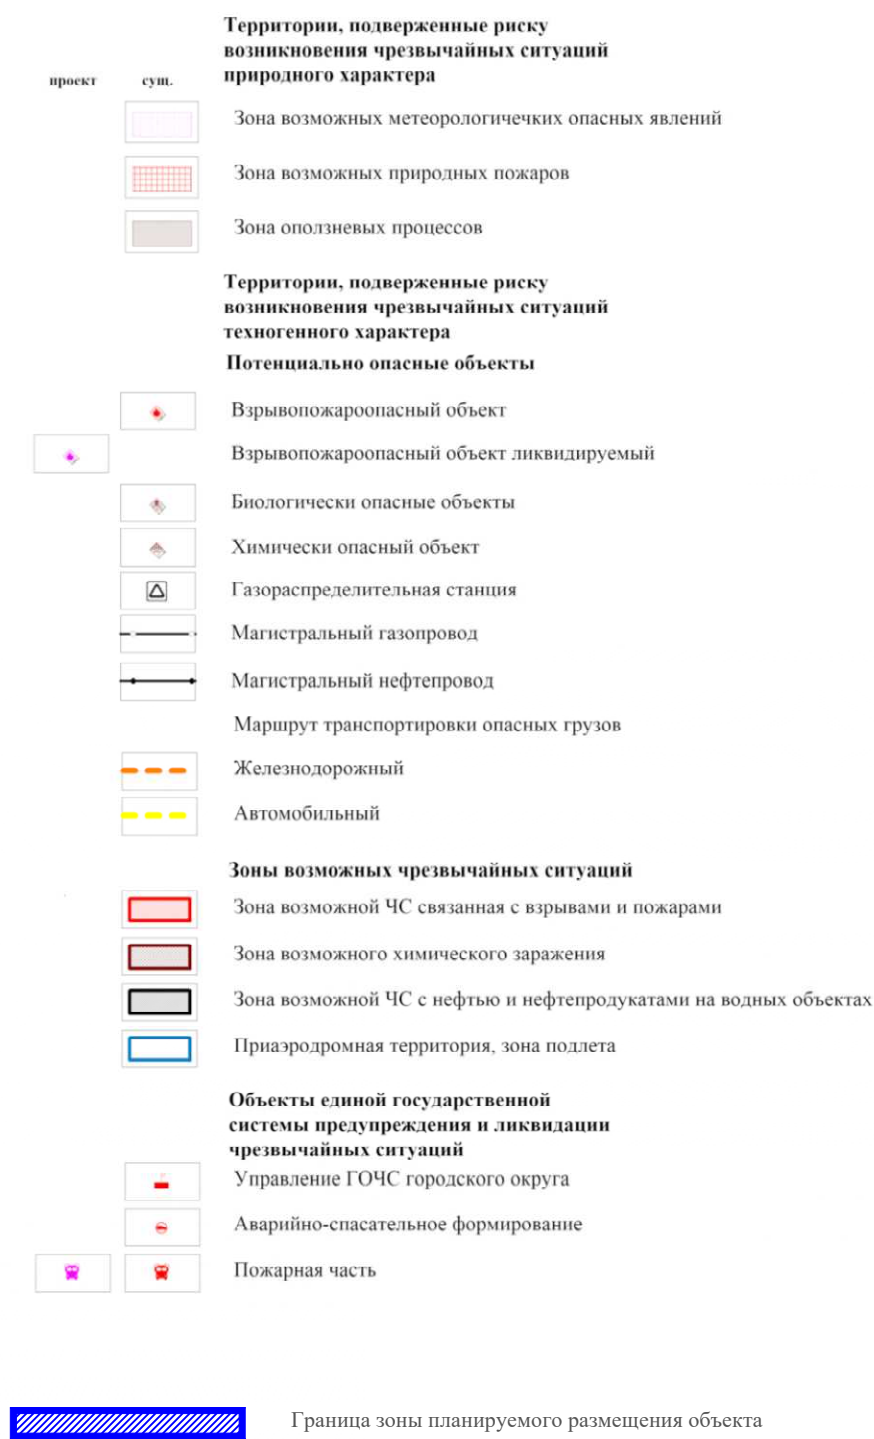 Территории, подверженные риску
возникновения чрезвычайных ситуаций
природного характера
проект сущ.
Зона возможных метеорологичечких опасных явлений
Зона возможных природных пожаров
Зона оползневых процессов
Территории, подверженные риску
возникновения чрезвычайных ситуаций
техногенного характера
Потенциально опасные объекты
Взрывопожароопасный объект
Взрывопожароопасный объект ликвидируемый
Биологически опасные объекты
Химически опасный объект
Газораспределительная станция
Магистральный газопровод
Магистральный нефтепровод
Маршрут транспортировки опасных грузов
Железнодорожный
Автомобильный
Зоны возможных чрезвычайных ситуаций
Зона возможной ЧС связанная с взрывами и пожарами
Зона возможного химического заражения
Зона возможной ЧС с нефтью и нефтепродукатами на водных объектах
Приаэродромная территория, зона подлета
Объекты единой государственной
системы предупреждения и ликвидации
чрезвычайных ситуаций
Управление ГОЧС городского округа
Аварийно-спасательное формирование
Пожарная часть
Граница зоны планируемого размещения объекта